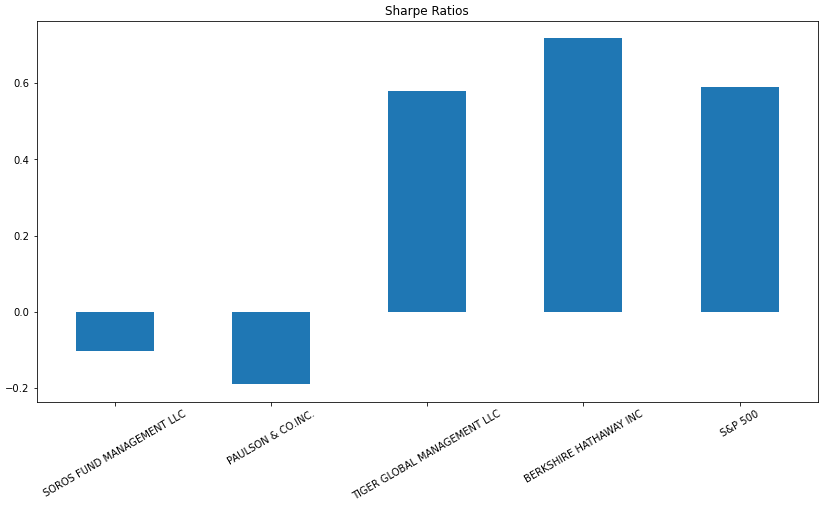 Sharpe Ratios
0.6
0.4
0.2
0.0
−0.2
SOROS FUND MANAGEMENT LLC
PAULSON & CO.INC.
TIGER GLOBAL MANAGEMENT LLC
BERKSHIRE HATHAWAY INC
S&P 500